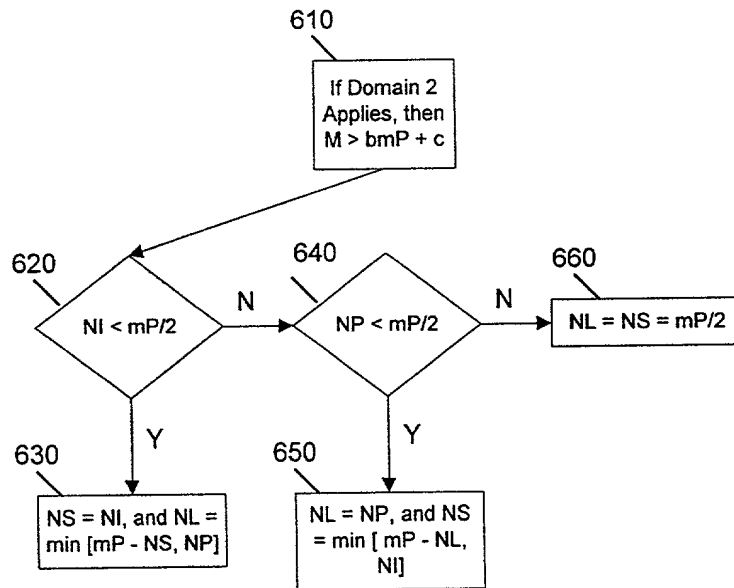 610
If Domain 2
Applies, then
M > bmP + c
620
NI < mP/2
N
640
NP < mP/2
N
660
NL = NS = mP/2
Y
630
NS = NI, and NL =
min [mP - NS, NP]
Y
650
NL = NP, and NS
= min [ mP - NL,
NI]